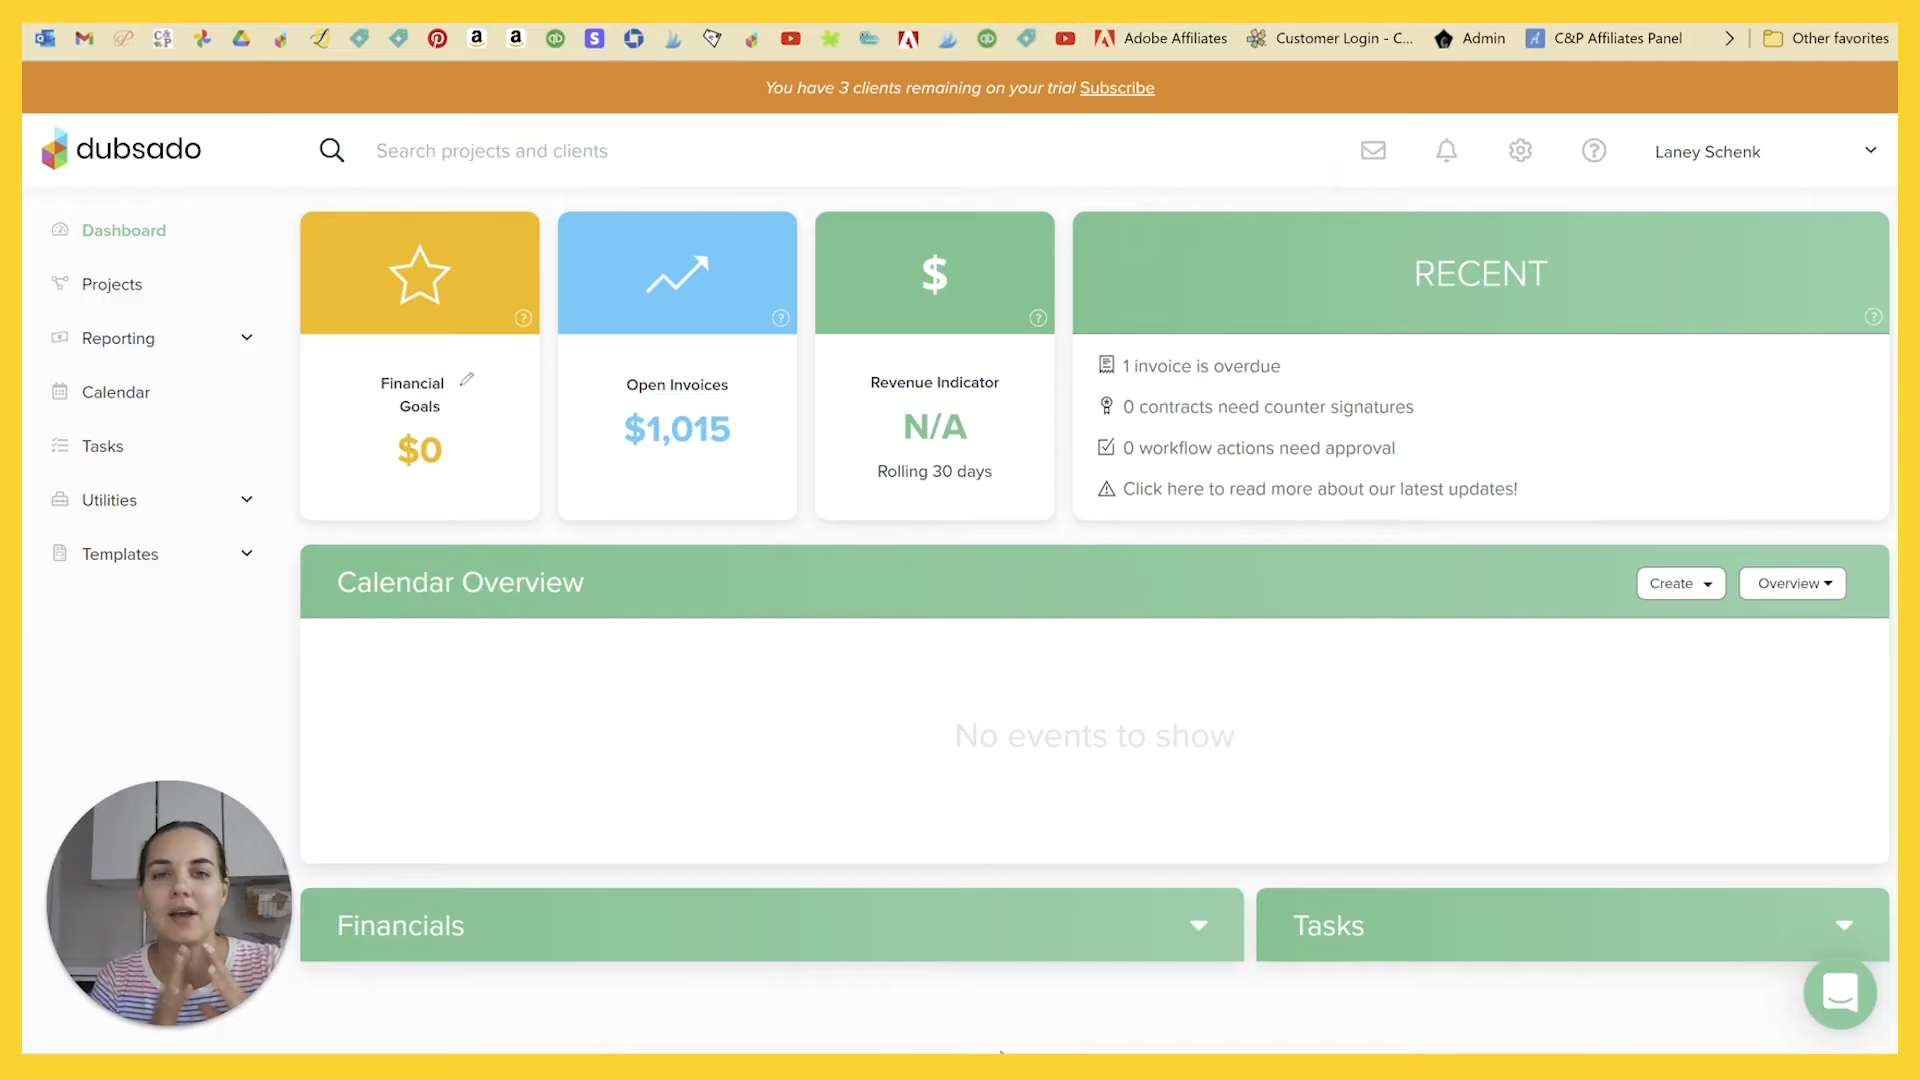 Adobe Affiliates
Customer Login - C...
Admin
C&P Affiliates Panel
Other favorites
You have 3 clients remaining on your trial Subscribe
dubsado
Search projects and clients
Laney Schenk
Dashboard
Projects
Reporting
Calendar
Tasks
Utilities
Templates
Financial
Goals
$0
Open Invoices
$1,015
$
Revenue Indicator
N/A
Rolling 30 days
RECENT
1 invoice is overdue
0 contracts need counter signatures
0 workflow actions need approval
Click here to read more about our latest updates!
Calendar Overview
Create
Overview
No events to show
Financials
Tasks